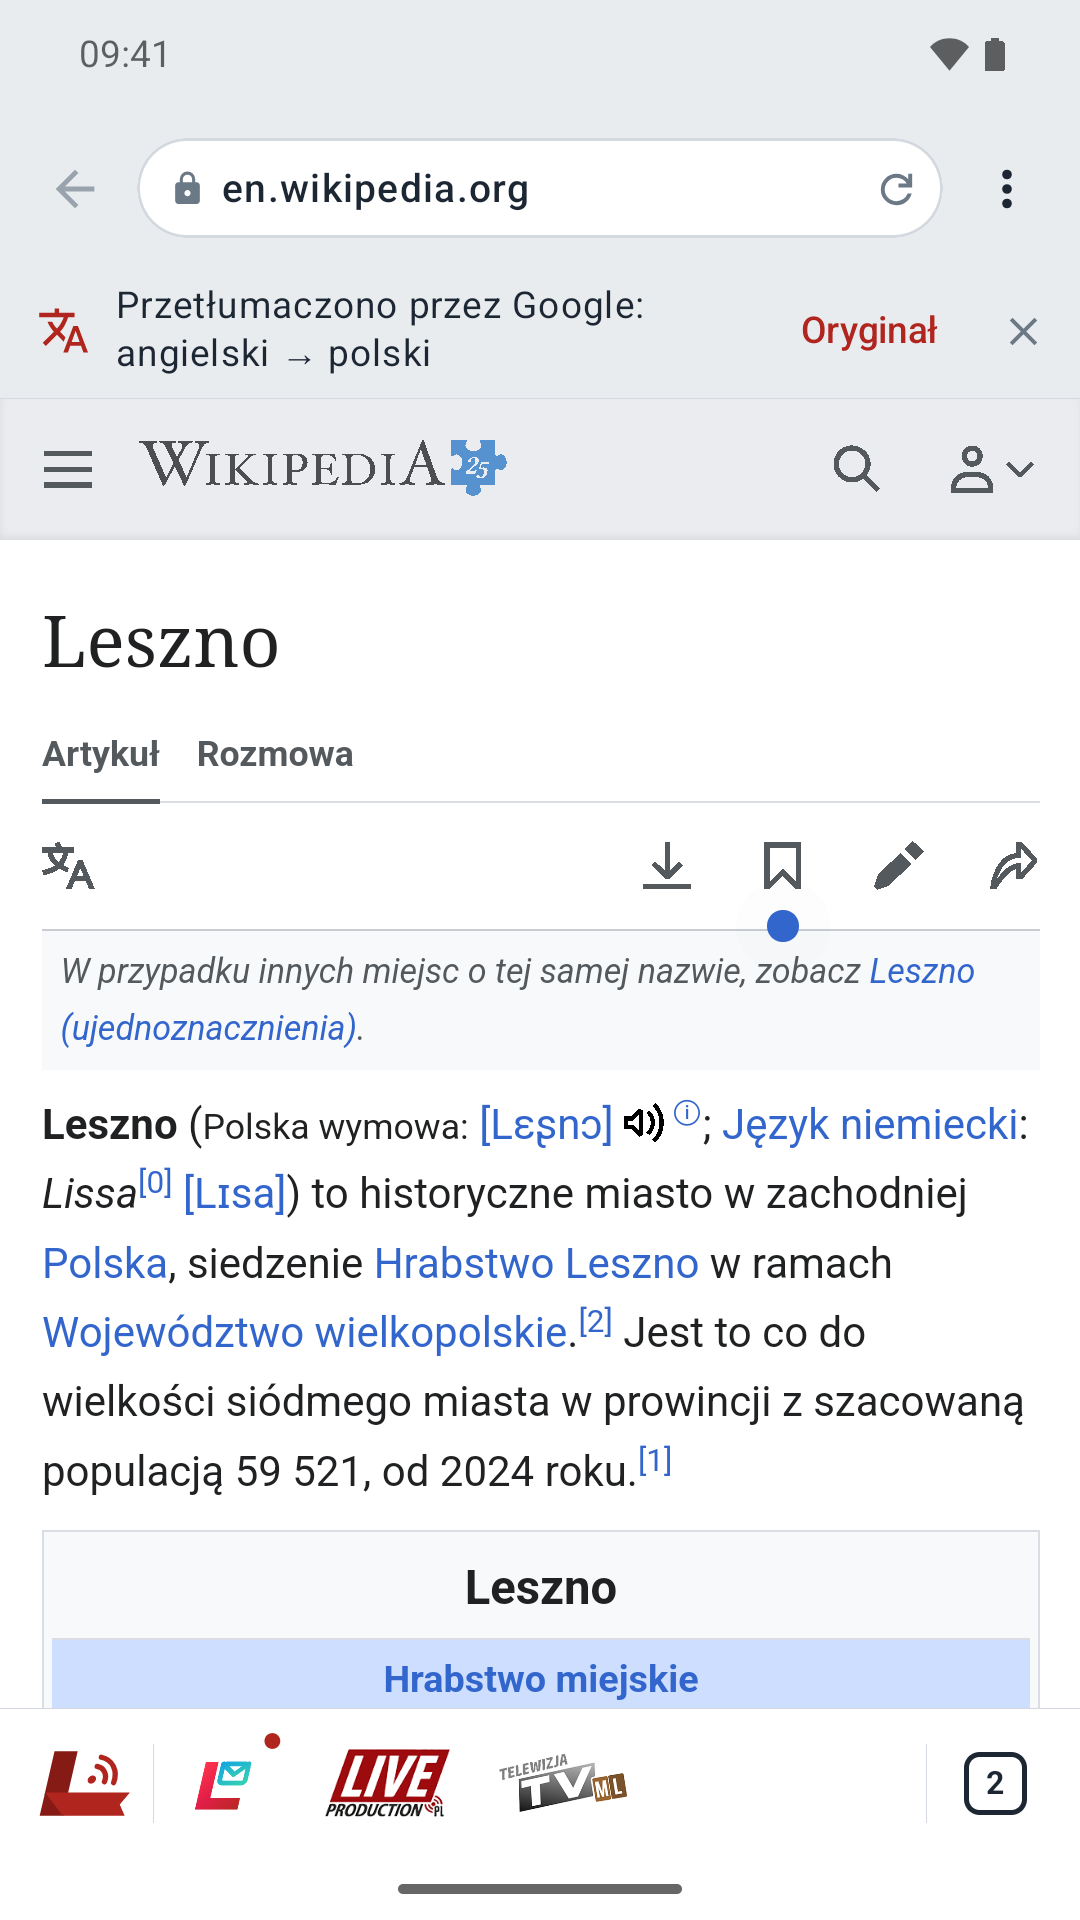 09:41
en.wikipedia.org
Przetłumaczono przez Google:
angielski → polski
Oryginał
WIKIPEDIA 25
Leszno
Artykuł Rozmowa
W przypadku innych miejsc o tej samej nazwie, zobacz Leszno
(ujednoznacznienia).
Leszno (Polska wymowa: [Lɛʂnɔ] ⓘ; Język niemiecki:
Lissa[0] [Lɪsa]) to historyczne miasto w zachodniej
Polska, siedzenie Hrabstwo Leszno w ramach
Województwo wielkopolskie.[2] Jest to co do
wielkości siódmego miasta w prowincji z szacowaną
populacją 59 521, od 2024 roku.[1]
Leszno
Hrabstwo miejskie
LIVE
PRODUCTION.PL
TELEWIZJA
TVML
2